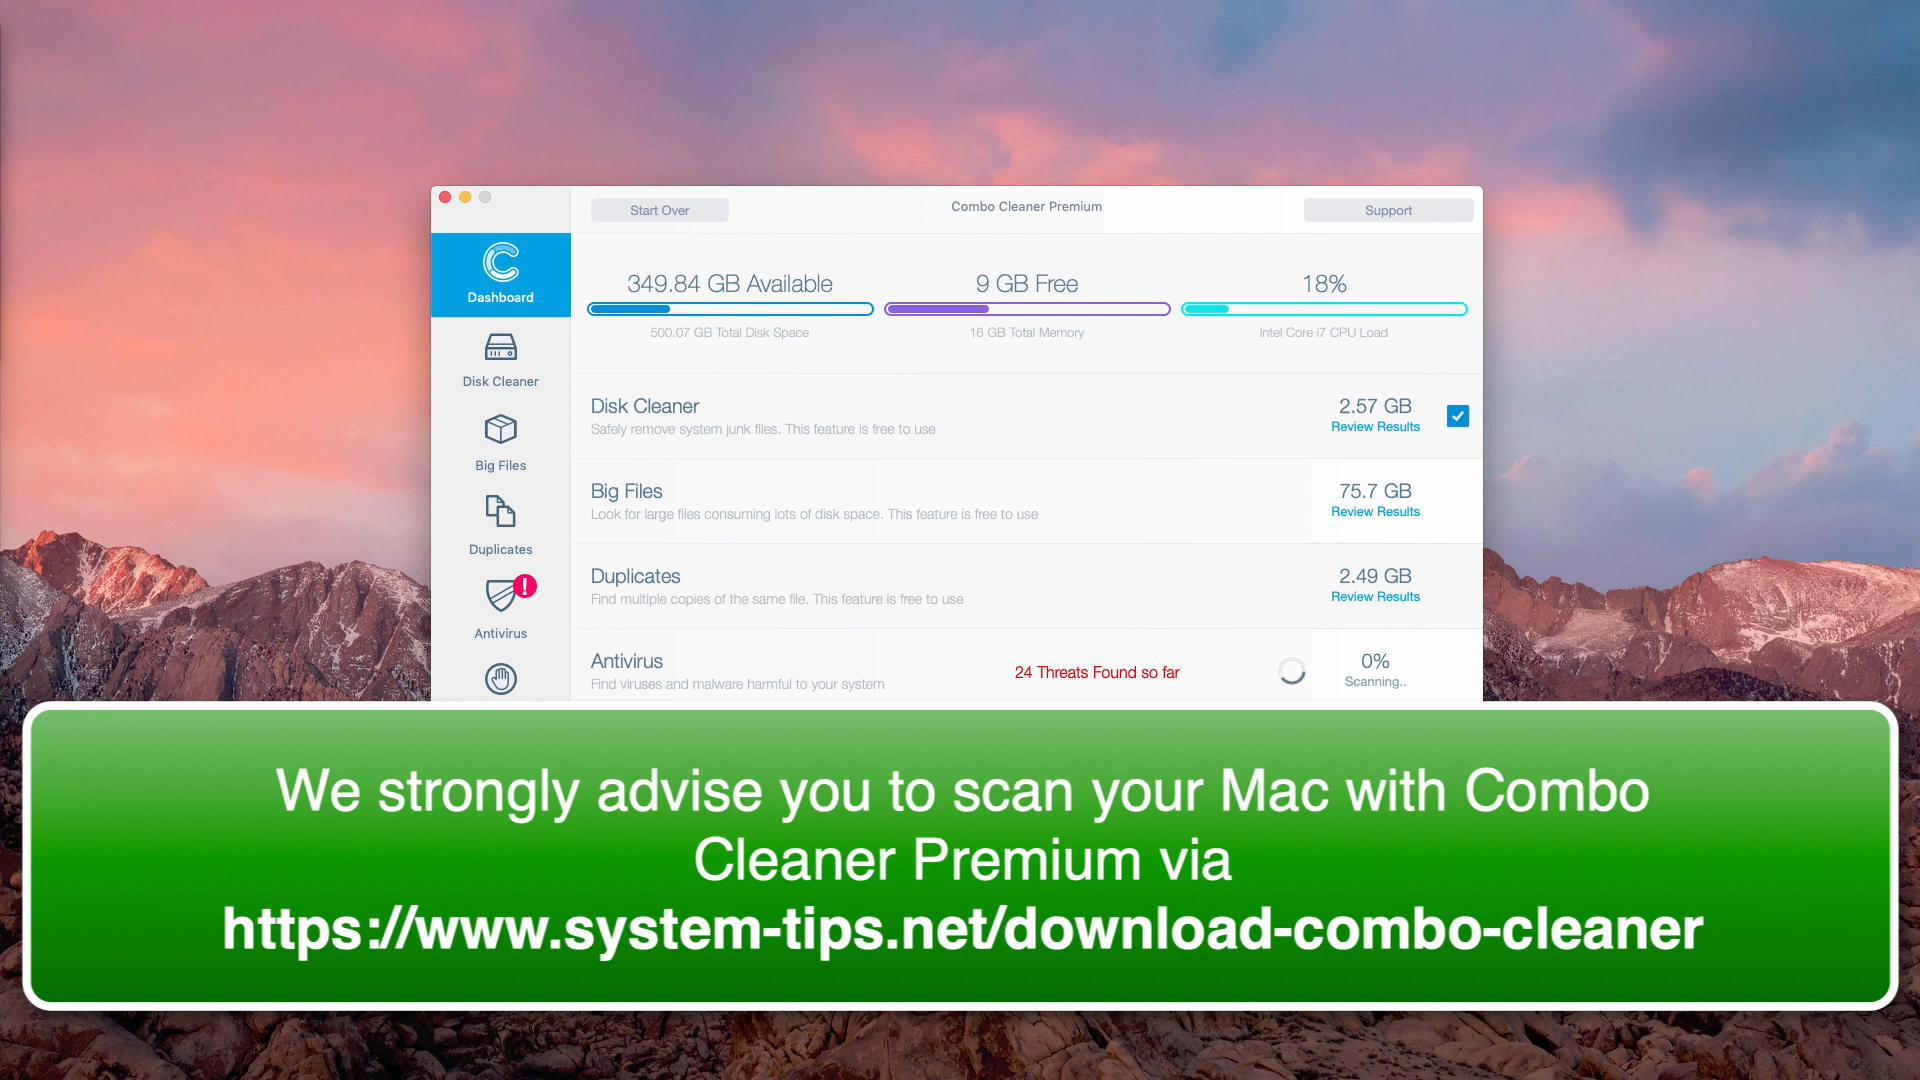 Start Over
Combo Cleaner Premium
Support
Dashboard
349.84 GB Available
9 GB Free
18%
500.07 GB Total Disk Space
16 GB Total Memory
Intel Core i7 CPU Load
Disk Cleaner
Disk Cleaner
Safely remove system junk files. This feature is free to use
2.57 GB
Review Results
Big Files
Big Files
Look for large files consuming lots of disk space. This feature is free to use
75.7 GB
Review Results
Duplicates
Duplicates
Find multiple copies of the same file. This feature is free to use
2.49 GB
Review Results
!
Antivirus
Antivirus
Find viruses and malware harmful to your system
24 Threats Found so far
0%
Scanning..
We strongly advise you to scan your Mac with Combo
Cleaner Premium via
https://www.system-tips.net/download-combo-cleaner